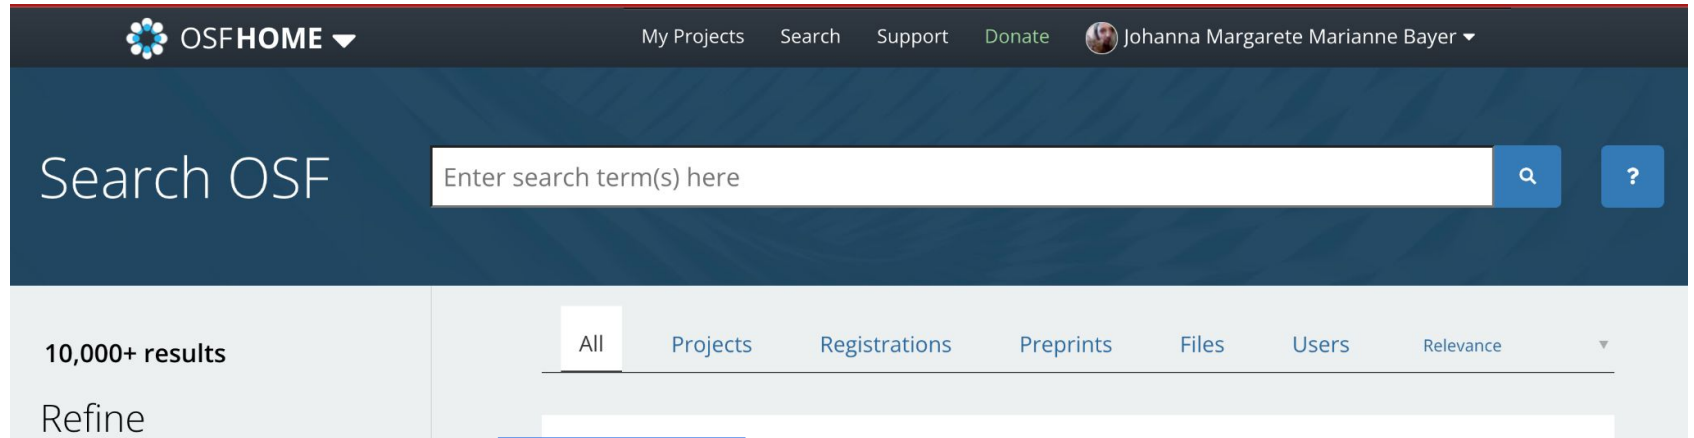 OSFHOME
My Projects Search Support Donate Johanna Margarete Marianne Bayer
Search OSF
Enter search term(s) here
?
All Projects Registrations Preprints Files Users Relevance
10,000+ results
Refine